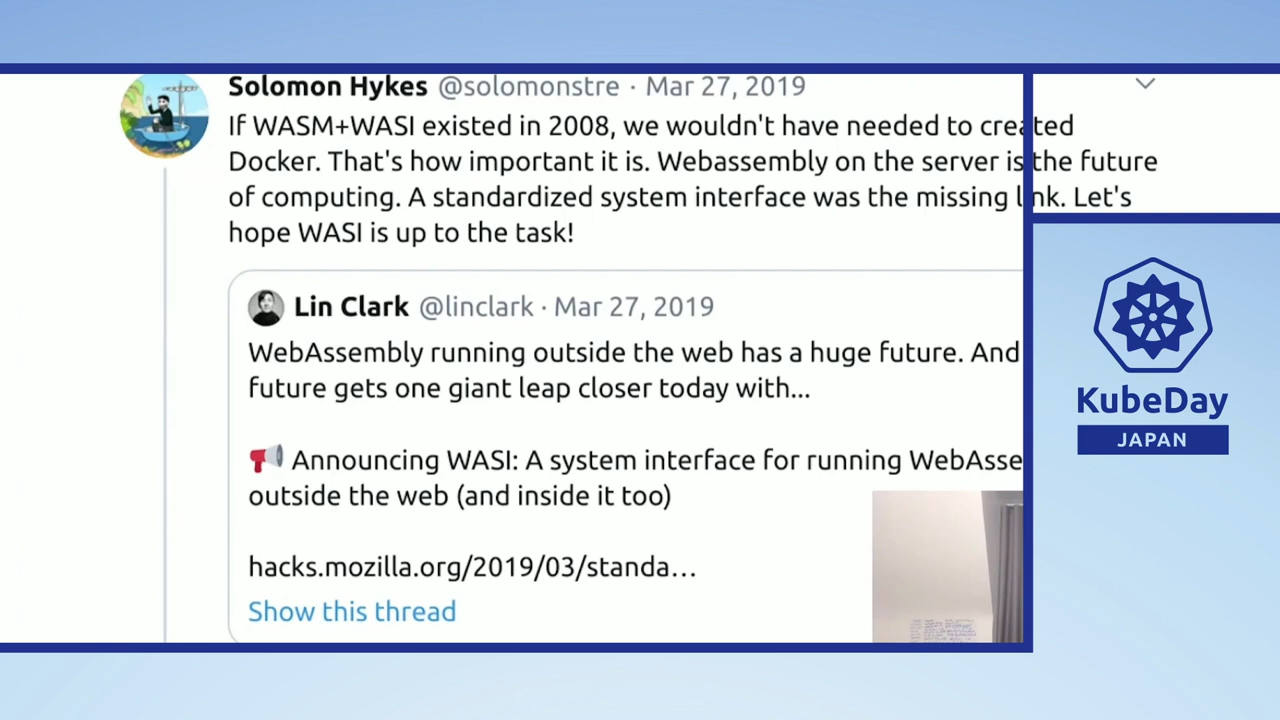 Solomon Hykes @solomonstre · Mar 27, 2019
If WASM+WASI existed in 2008, we wouldn't have needed to created
Docker. That's how important it is. Webassembly on the server is the future
of computing. A standardized system interface was the missing link. Let's
hope WASI is up to the task!
Lin Clark @linclark · Mar 27, 2019
WebAssembly running outside the web has a huge future. And
future gets one giant leap closer today with...
📢 Announcing WASI: A system interface for running WebAsse
outside the web (and inside it too)
hacks.mozilla.org/2019/03/standa...
Show this thread
KubeDay
JAPAN